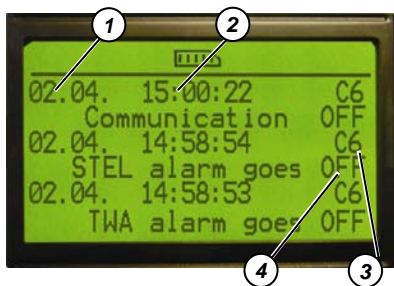 1 2
02.04. 15:00:22 C6
Communication OFF
02.04. 14:58:54 C6
STEL alarm goes OFF
02.04. 14:58:53 C6
TWA alarm goes OFF
4 3